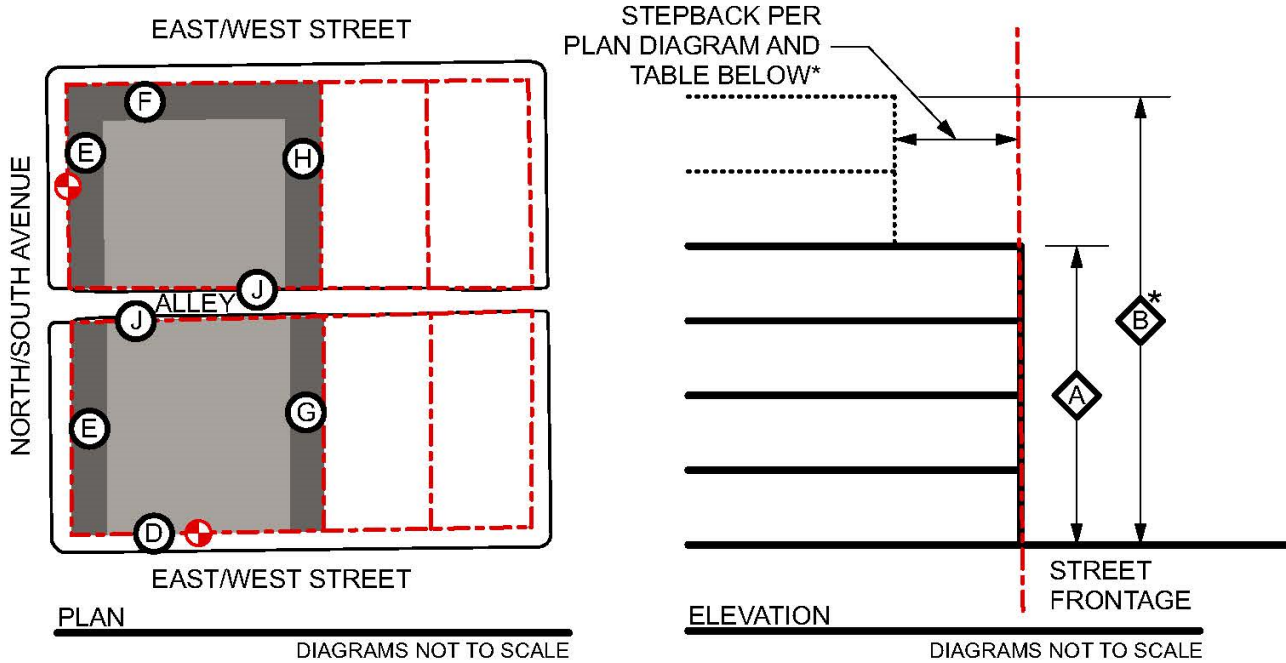 EAST/WEST STREET
NORTH/SOUTH AVENUE
F
E
H
J
ALLEY
J
E
G
D
EAST/WEST STREET
PLAN
DIAGRAMS NOT TO SCALE
STEPBACK PER
PLAN DIAGRAM AND
TABLE BELOW*
B*
A
STREET
FRONTAGE
ELEVATION
DIAGRAMS NOT TO SCALE